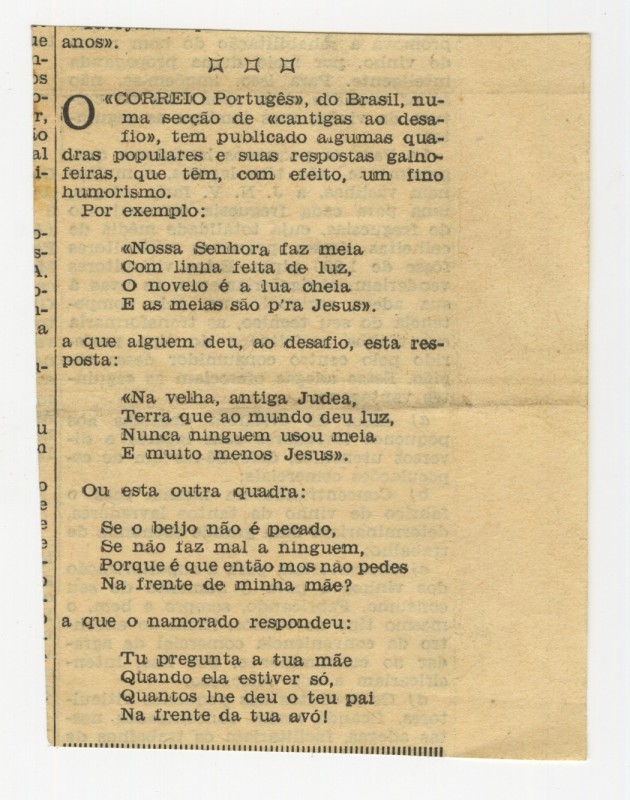 anos».
O «CORREIO Portugês», do Brasil, nu-
ma secção de «cantigas ao desa-
fio», tem publicado algumas qua-
dras populares e suas respostas galho-
feiras, que têm, com efeito, um fino
humorismo.
Por exemplo:
«Nossa Senhora faz meia
Com linha feita de luz,
O novelo é a lua cheia
E as meias são p'ra Jesus».
a que alguem deu, ao desafio, esta res-
posta:
«Na velha, antiga Judea,
Terra que ao mundo deu luz,
Nunca ninguem usou meia
E muito menos Jesus».
Ou esta outra quadra:
Se o beijo não é pecado,
Se não faz mal a ninguem,
Porque é que então mos não pedes
Na frente de minha mãe?
a que o namorado respondeu:
Tu pregunta a tua mãe
Quando ela estiver só,
Quantos lhe deu o teu pai
Na frente da tua avó!